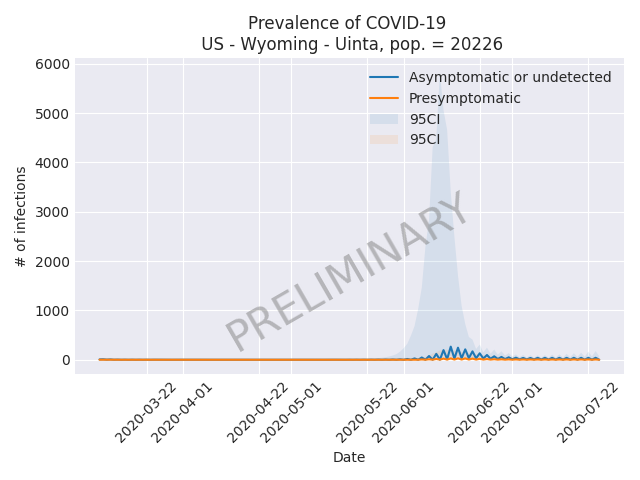 Prevalence of COVID-19
US - Wyoming - Uinta, pop. = 20226
6000
5000
4000
3000
2000
1000
0
# of infections
Asymptomatic or undetected
Presymptomatic
95CI
95CI
PRELIMINARY
2020-03-22
2020-04-01
2020-04-22
2020-05-01
2020-05-22
2020-06-01
2020-06-22
2020-07-01
2020-07-22
Date